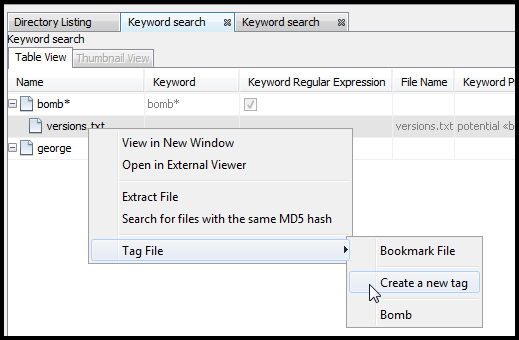 Directory Listing Keyword search Keyword search
Keyword search
Table View Thumbnail View
Name Keyword Keyword Regular Expression File Name Keyword P
bomb* bomb*
versions.txt versions.txt potential «b
george
View in New Window
Open in External Viewer
Extract File
Search for files with the same MD5 hash
Tag File
Bookmark File
Create a new tag
Bomb